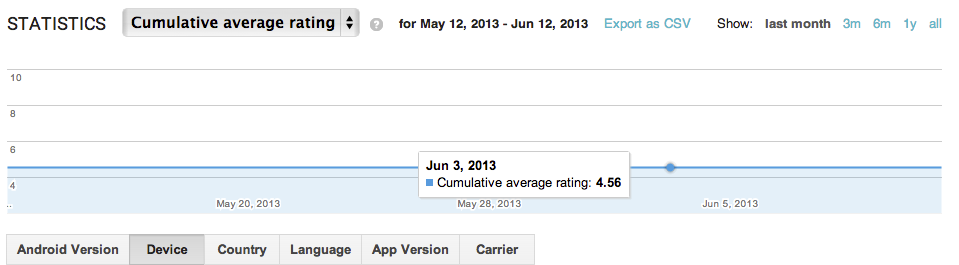 STATISTICS Cumulative average rating ? for May 12, 2013 - Jun 12, 2013 Export as CSV Show: last month 3m 6m 1y all
10
8
6
Jun 3, 2013
Cumulative average rating: 4.56
4
.. May 20, 2013 May 28, 2013 Jun 5, 2013
Android Version Device Country Language App Version Carrier